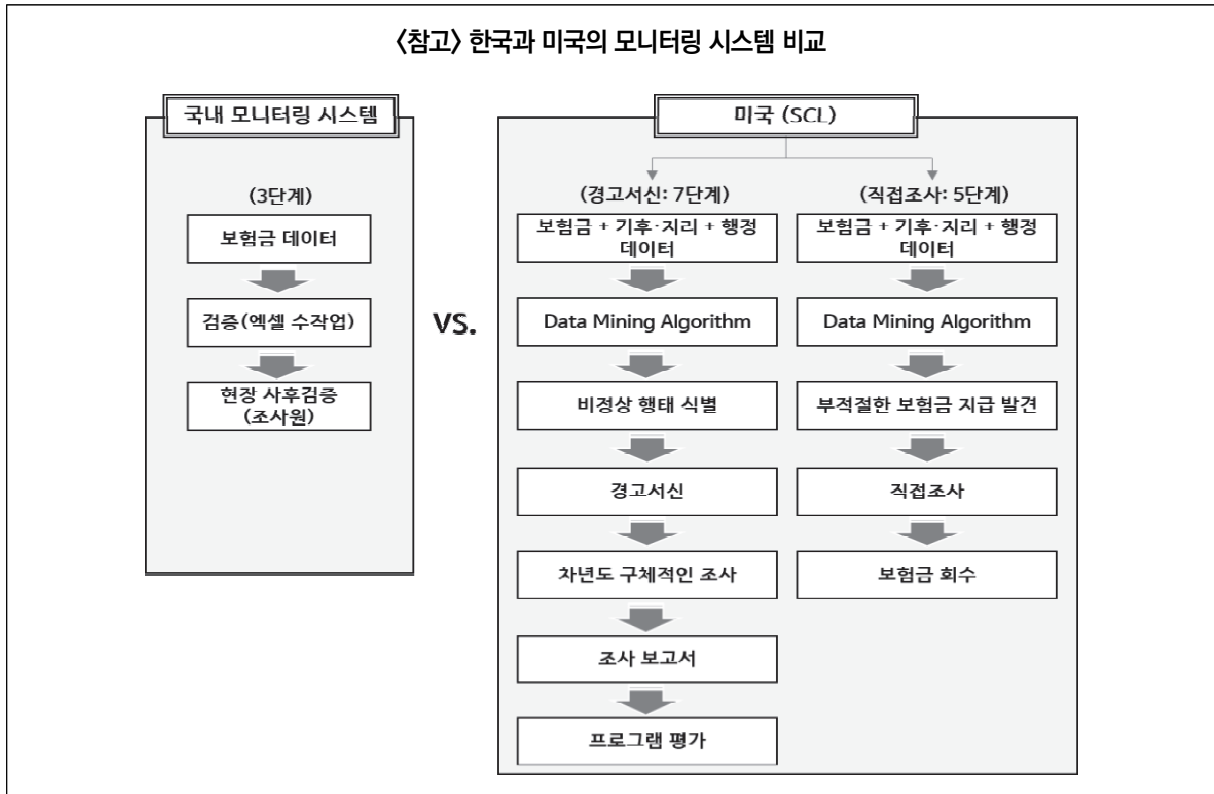 〈참고〉 한국과 미국의 모니터링 시스템 비교
국내 모니터링 시스템
(3단계)
보험금 데이터
검증(엑셀 수작업)
현장 사후검증
(조사원)
VS.
미국 (SCL)
(경고서신: 7단계)
보험금 + 기후·지리 + 행정
데이터
Data Mining Algorithm
비정상 행태 식별
경고서신
차년도 구체적인 조사
조사 보고서
프로그램 평가
(직접조사: 5단계)
보험금 + 기후·지리 + 행정
데이터
Data Mining Algorithm
부적절한 보험금 지급 발견
직접조사
보험금 회수